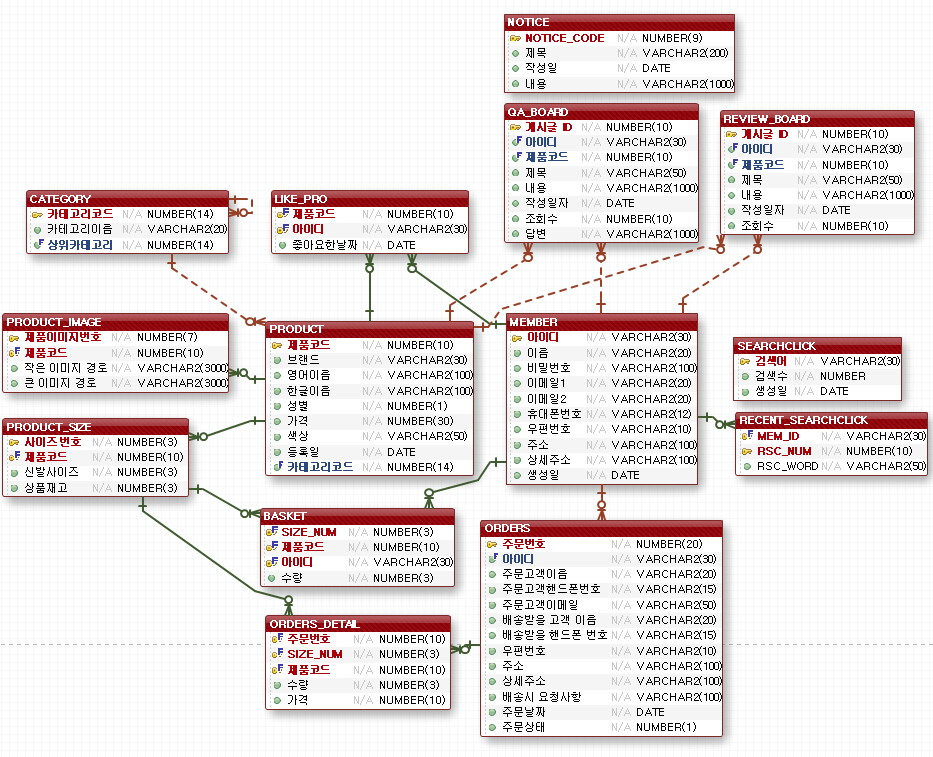 NOTICE
NOTICE_CODE N/A NUMBER(9)
제목 N/A VARCHAR2(200)
작성일 N/A DATE
내용 N/A VARCHAR2(1000)
QA_BOARD
게시글 ID N/A NUMBER(10)
아이디 N/A VARCHAR2(30)
제품코드 N/A NUMBER(10)
제목 N/A VARCHAR2(50)
내용 N/A VARCHAR2(1000)
작성일자 N/A DATE
조회수 N/A NUMBER(10)
답변 N/A VARCHAR2(1000)
REVIEW_BOARD
게시글 ID N/A NUMBER(10)
아이디 N/A VARCHAR2(30)
제품코드 N/A NUMBER(10)
제목 N/A VARCHAR2(50)
내용 N/A VARCHAR2(1000)
작성일자 N/A DATE
조회수 N/A NUMBER(10)
CATEGORY
카테고리코드 N/A NUMBER(14)
카테고리이름 N/A VARCHAR2(20)
상위카테고리 N/A NUMBER(14)
LIKE_PRO
제품코드 N/A NUMBER(10)
아이디 N/A VARCHAR2(30)
좋아요한날짜 N/A DATE
PRODUCT_IMAGE
제품이미지번호 N/A NUMBER(7)
제품코드 N/A NUMBER(10)
작은 이미지 경로 N/A VARCHAR2(3000)
큰 이미지 경로 N/A VARCHAR2(3000)
PRODUCT
제품코드 N/A NUMBER(10)
브랜드 N/A VARCHAR2(30)
영어이름 N/A VARCHAR2(100)
한글이름 N/A VARCHAR2(100)
성별 N/A NUMBER(1)
가격 N/A NUMBER(30)
색상 N/A VARCHAR2(50)
등록일 N/A DATE
카테고리코드 N/A NUMBER(14)
MEMBER
아이디 N/A VARCHAR2(30)
이름 N/A VARCHAR2(20)
비밀번호 N/A VARCHAR2(100)
이메일1 N/A VARCHAR2(20)
이메일2 N/A VARCHAR2(20)
휴대폰번호 N/A VARCHAR2(12)
우편번호 N/A VARCHAR2(10)
주소 N/A VARCHAR2(100)
상세주소 N/A VARCHAR2(100)
생성일 N/A DATE
SEARCHCLICK
검색어 N/A VARCHAR2(30)
검색수 N/A NUMBER
생성일 N/A DATE
RECENT_SEARCHCLICK
MEM_ID N/A VARCHAR2(30)
RSC_NUM N/A NUMBER(10)
RSC_WORD N/A VARCHAR2(50)
PRODUCT_SIZE
사이즈번호 N/A NUMBER(3)
제품코드 N/A NUMBER(10)
신발사이즈 N/A NUMBER(3)
상품재고 N/A NUMBER(3)
BASKET
SIZE_NUM N/A NUMBER(3)
제품코드 N/A NUMBER(10)
아이디 N/A VARCHAR2(30)
수량 N/A NUMBER(3)
ORDERS
주문번호 N/A NUMBER(20)
아이디 N/A VARCHAR2(30)
주문고객이름 N/A VARCHAR2(20)
주문고객핸드폰번호 N/A VARCHAR2(15)
주문고객이메일 N/A VARCHAR2(50)
배송받을 고객 이름 N/A VARCHAR2(20)
배송받을 핸드폰 번호 N/A VARCHAR2(15)
우편번호 N/A VARCHAR2(10)
주소 N/A VARCHAR2(100)
상세주소 N/A VARCHAR2(100)
배송시 요청사항 N/A VARCHAR2(100)
주문날짜 N/A DATE
주문상태 N/A NUMBER(1)
ORDERS_DETAIL
주문번호 N/A NUMBER(10)
SIZE_NUM N/A NUMBER(3)
제품코드 N/A NUMBER(10)
수량 N/A NUMBER(3)
가격 N/A NUMBER(10)